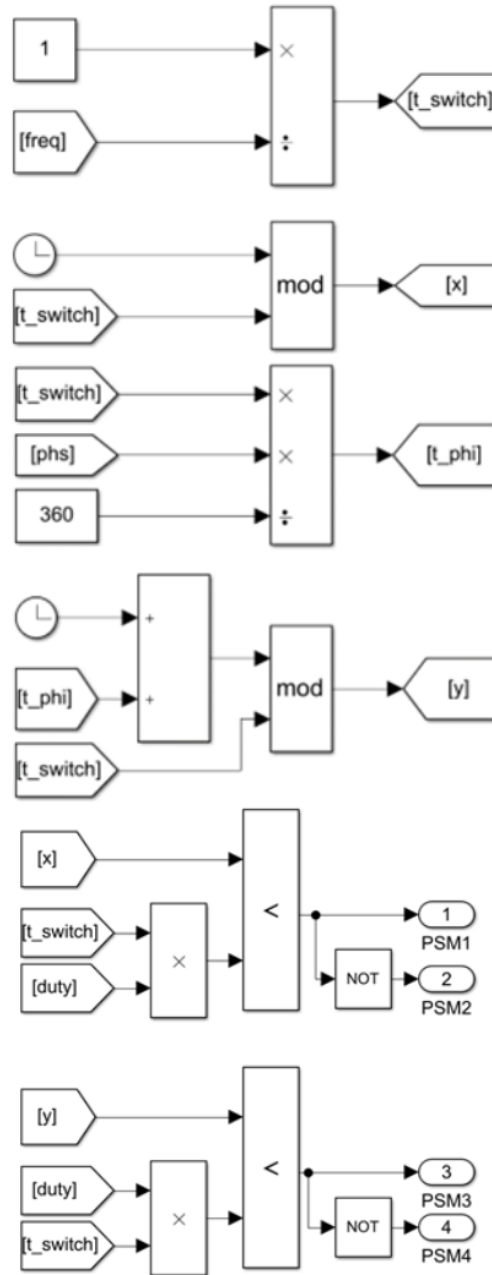 1
×
[t_switch]
[freq]
÷
mod
[x]
[t_switch]
[t_switch]
×
[phs]
×
[t_phi]
360
÷
+
[t_phi]
+
mod
[y]
[t_switch]
[x]
<
[t_switch]
1
PSM1
[duty]
×
NOT
2
PSM2
[y]
<
[duty]
3
PSM3
×
[t_switch]
NOT
4
PSM4